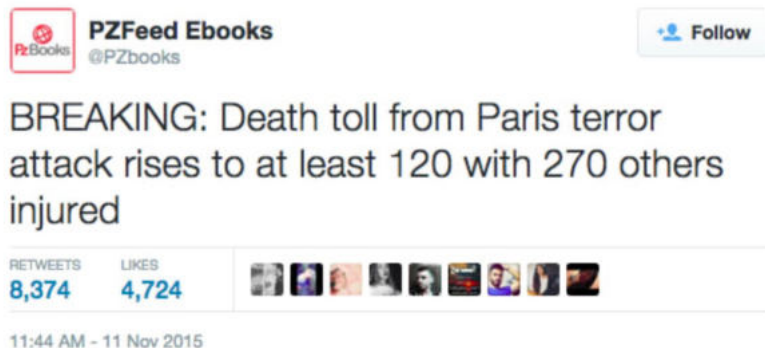 PZBooks
PZFeed Ebooks
@PZbooks
Follow
BREAKING: Death toll from Paris terror
attack rises to at least 120 with 270 others
injured
RETWEETS LIKES
8,374 4,724
11:44 AM - 11 Nov 2015